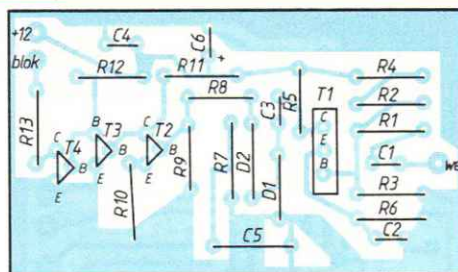 +12
blok
C4
C6
+
R12
R11
R8
R4
R2
R1
C1
we
R3
R6
C2
R13
C
T4
B
E
B
T3
C
B
E
T2
C
B
E
R10
R9
R7
D2
C3
D1
R5
T1
C
E
B
C5